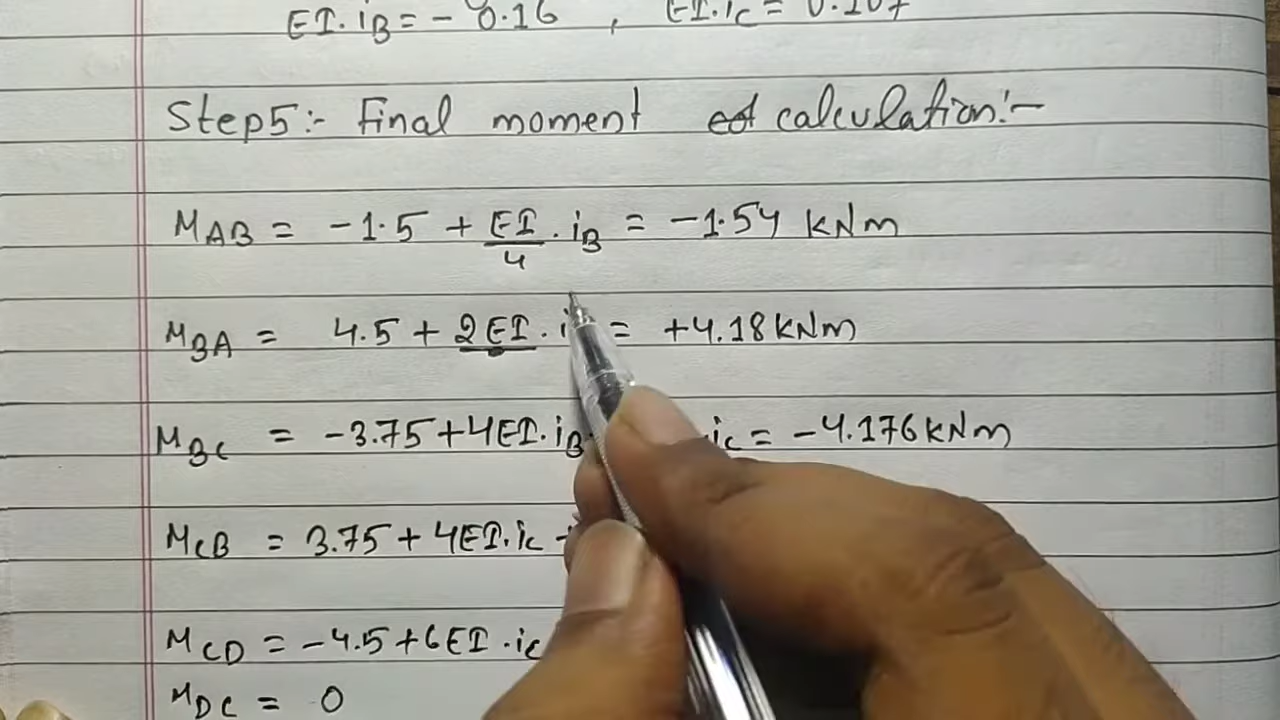 EI.iB = - 0.16 , EI.iC = 0.107
Step5:- Final moment calculation:-
MAB = -1.5 + EI/4 . iB = -1.54 kNm
MBA = 4.5 + 2EI . i = +4.18 kNm
MBC = -3.75 + 4EI.iB iC = -4.176 kNm
MCB = 3.75 + 4EI.iC
MCD = -4.5 + 6EI.iC
MDC = 0